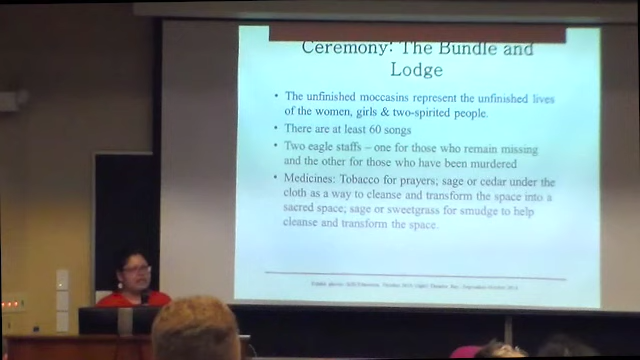 Ceremony: The Bundle and
Lodge
• The unfinished moccasins represent the unfinished lives
of the women, girls & two-spirited people.
• There are at least 60 songs
• Two eagle staffs – one for those who remain missing
and the other for those who have been murdered
• Medicines: Tobacco for prayers; sage or cedar under the
cloth as a way to cleanse and transform the space into a
sacred space; sage or sweetgrass for smudge to help
cleanse and transform the space.